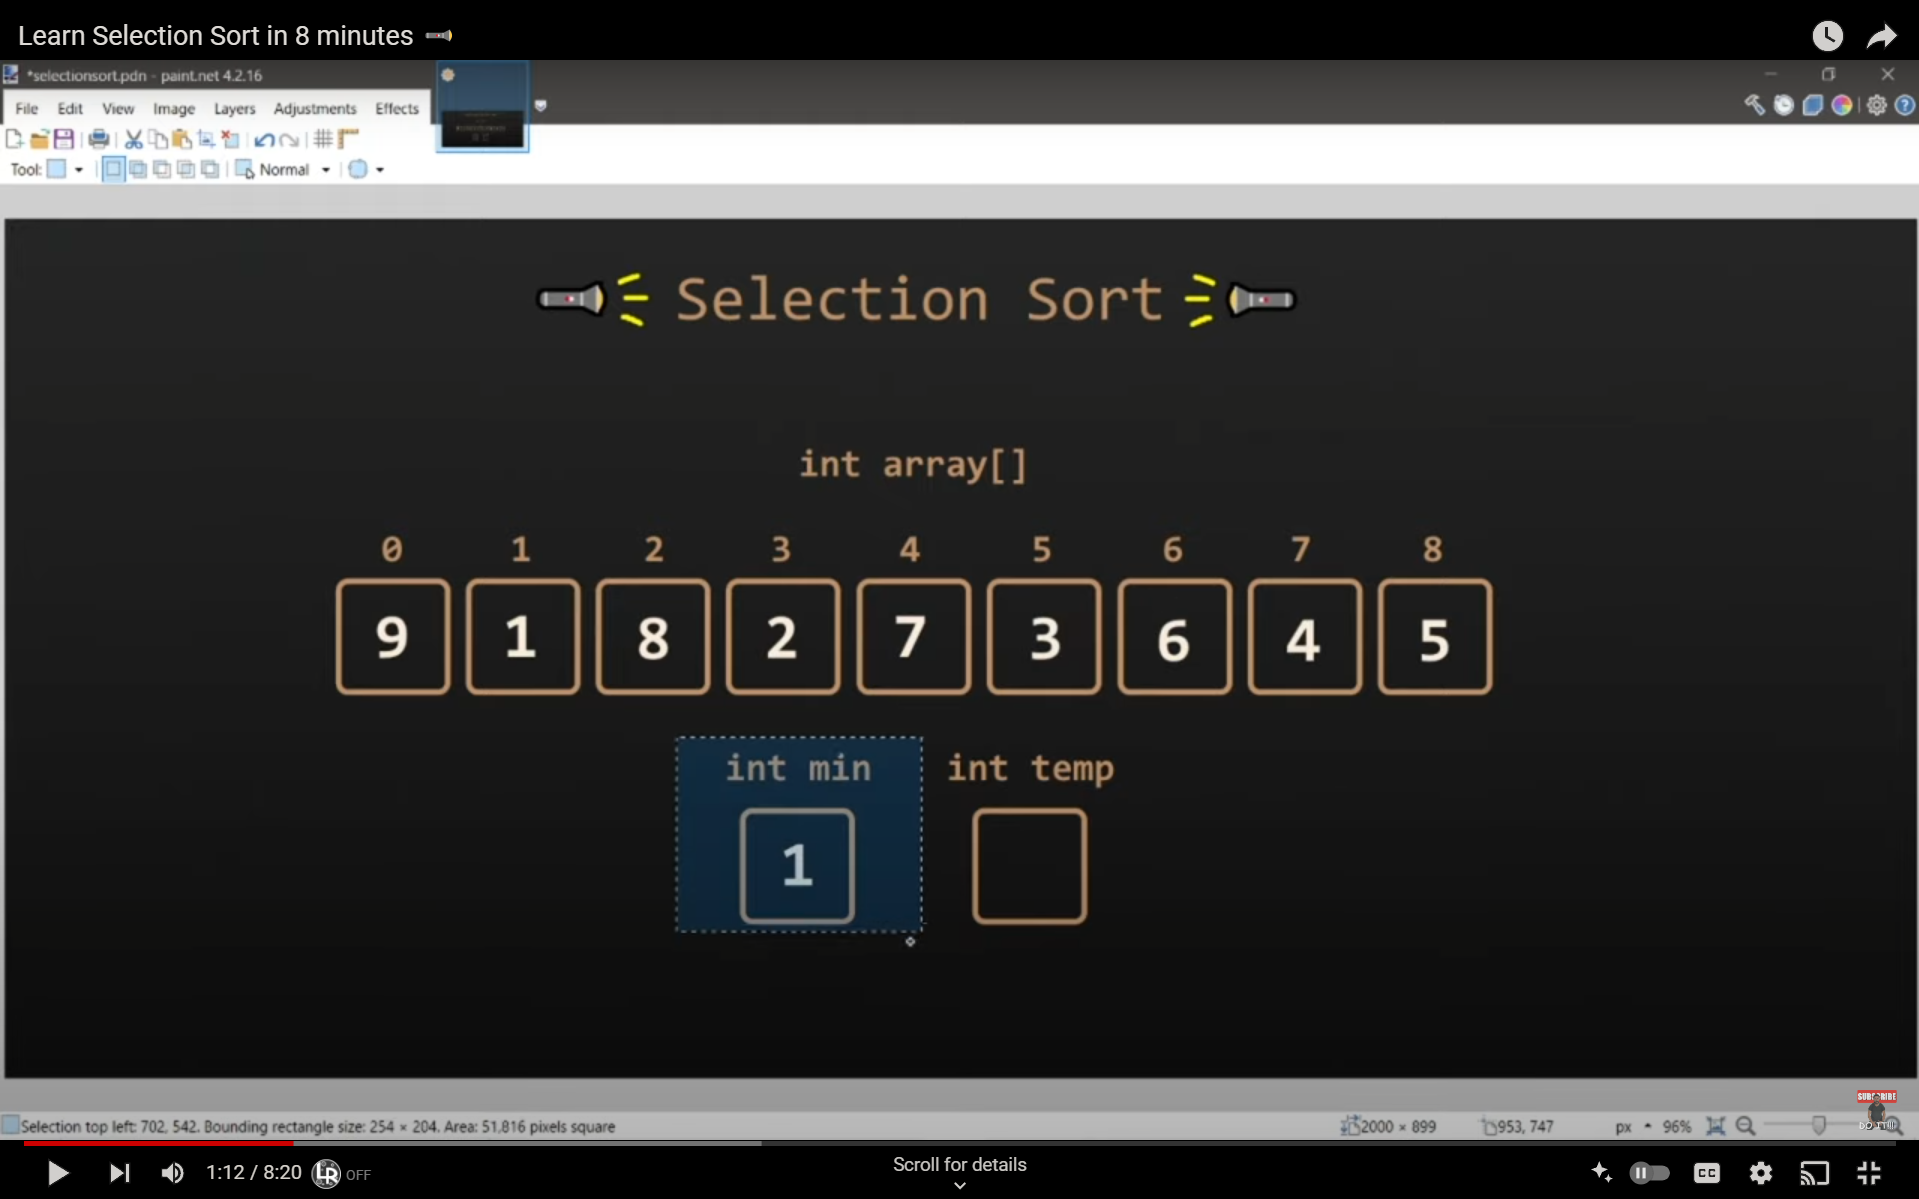 Learn Selection Sort in 8 minutes
*selectionsort.pdn - paint.net 4.2.16
File Edit View Image Layers Adjustments Effects
Tool: Normal
Selection Sort
int array[]
0 1 2 3 4 5 6 7 8
9 1 8 2 7 3 6 4 5
int min int temp
1
SUBSCRIBE
DO IT!!!
Selection top left: 702, 542. Bounding rectangle size: 254 × 204. Area: 51,816 pixels square 2000 × 899 953, 747 px 96%
1:12 / 8:20 LR OFF Scroll for details CC